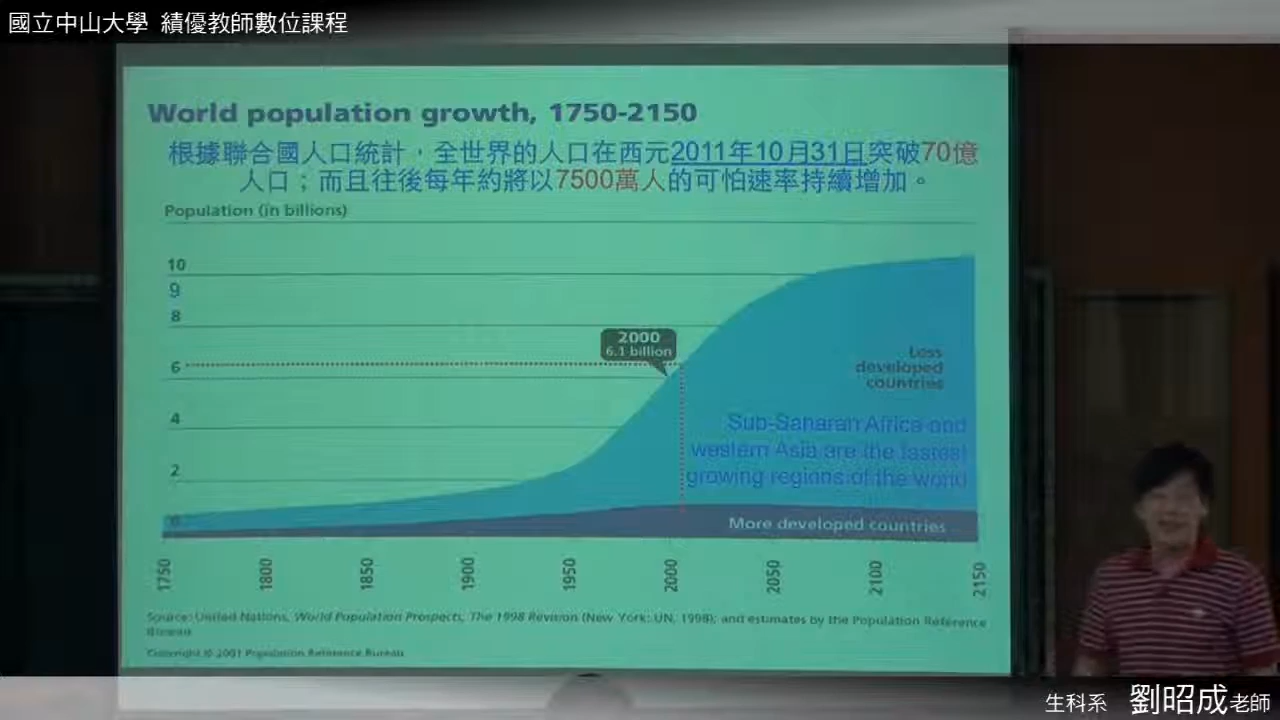 國立中山大學 績優教師數位課程
World population growth, 1750-2150
根據聯合國人口統計，全世界的人口在西元2011年10月31日突破70億
人口；而且往後每年約將以7500萬人的可怕速率持續增加。
Population (in billions)
10
9
8
2000
6.1 billion
6
Less
developed
countries
4
Sub-Saharan Africa and
western Asia are the fastest
growing regions of the world
2
0
More developed countries
1750 1800 1850 1900 1950 2000 2050 2100 2150
Source: United Nations, World Population Prospects, The 1998 Revision (New York: UN, 1998); and estimates by the Population Reference
Bureau.
Copyright © 2001 Population Reference Bureau
生科系 劉昭成老師